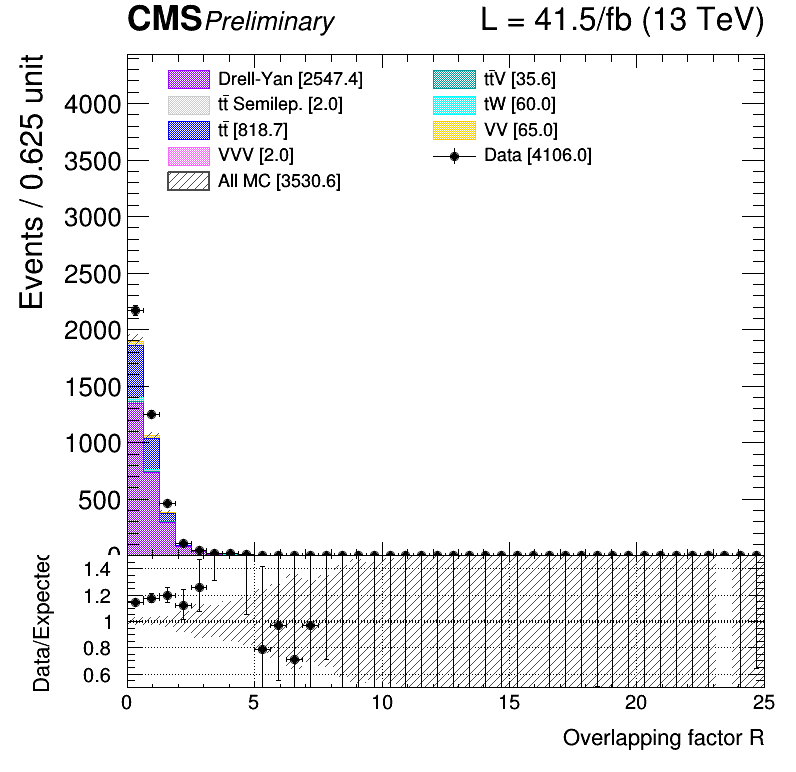 CMS Preliminary L = 41.5/fb (13 TeV)
Events / 0.625 unit
Drell-Yan [2547.4]
tt̄ Semilep. [2.0]
tt̄ [818.7]
VVV [2.0]
All MC [3530.6]
tt̄V [35.6]
tW [60.0]
VV [65.0]
Data [4106.0]
4000
3500
3000
2500
2000
1500
1000
500
0
Data/Expected
1.4
1.2
1
0.8
0.6
0 5 10 15 20 25
Overlapping factor R